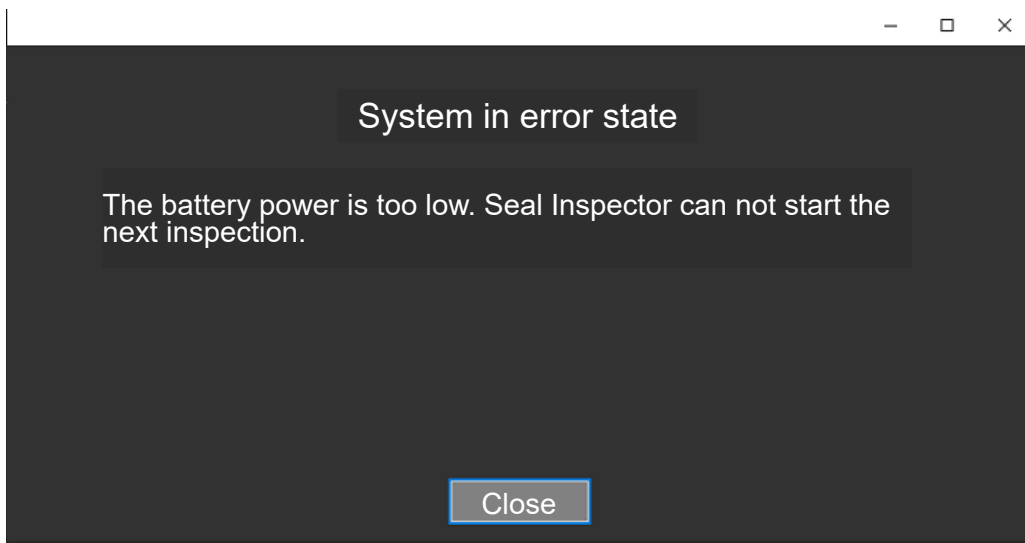 System in error state
The battery power is too low. Seal Inspector can not start the
next inspection.
Close